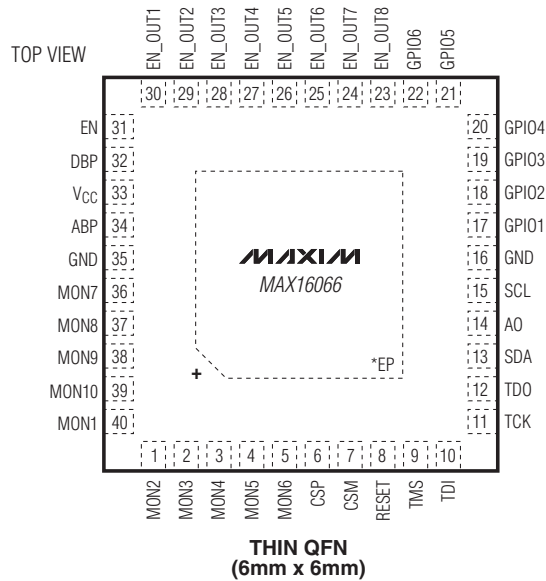 TOP VIEW
EN_OUT1
EN_OUT2
EN_OUT3
EN_OUT4
EN_OUT5
EN_OUT6
EN_OUT7
EN_OUT8
GPIO6
GPIO5
30 29 28 27 26 25 24 23 22 21
EN 31
DBP 32
VCC 33
ABP 34
GND 35
MON7 36
MON8 37
MON9 38
MON10 39
MON1 40
MAXIM
MAX16066
*EP
+
20 GPIO4
19 GPIO3
18 GPIO2
17 GPIO1
16 GND
15 SCL
14 AO
13 SDA
12 TDO
11 TCK
1 2 3 4 5 6 7 8 9 10
MON2
MON3
MON4
MON5
MON6
CSP
CSM
RESET
TMS
TDI
THIN QFN
(6mm x 6mm)